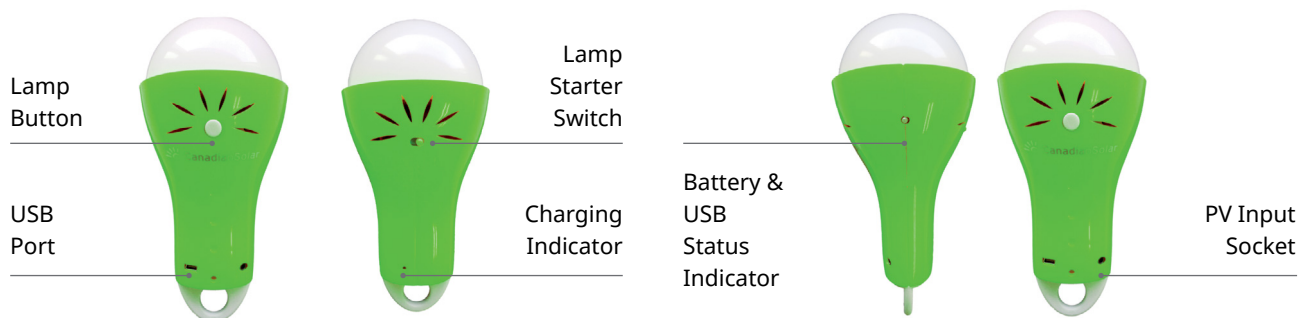 Lamp
Button
USB
Port
Lamp
Starter
Switch
Charging
Indicator
Battery &
USB
Status
Indicator
PV Input
Socket